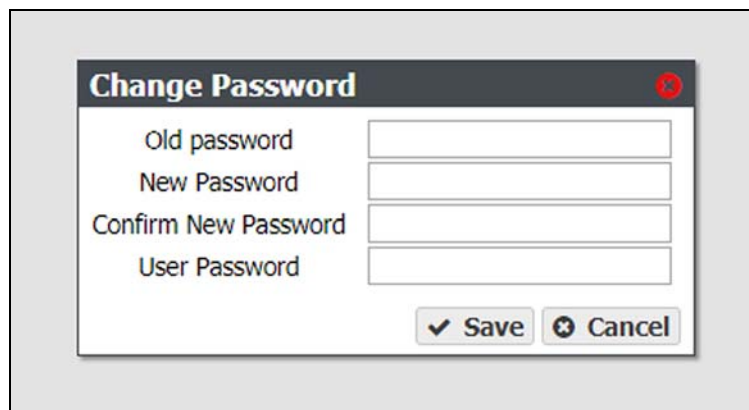 Change Password
Old password
New Password
Confirm New Password
User Password
Save Cancel